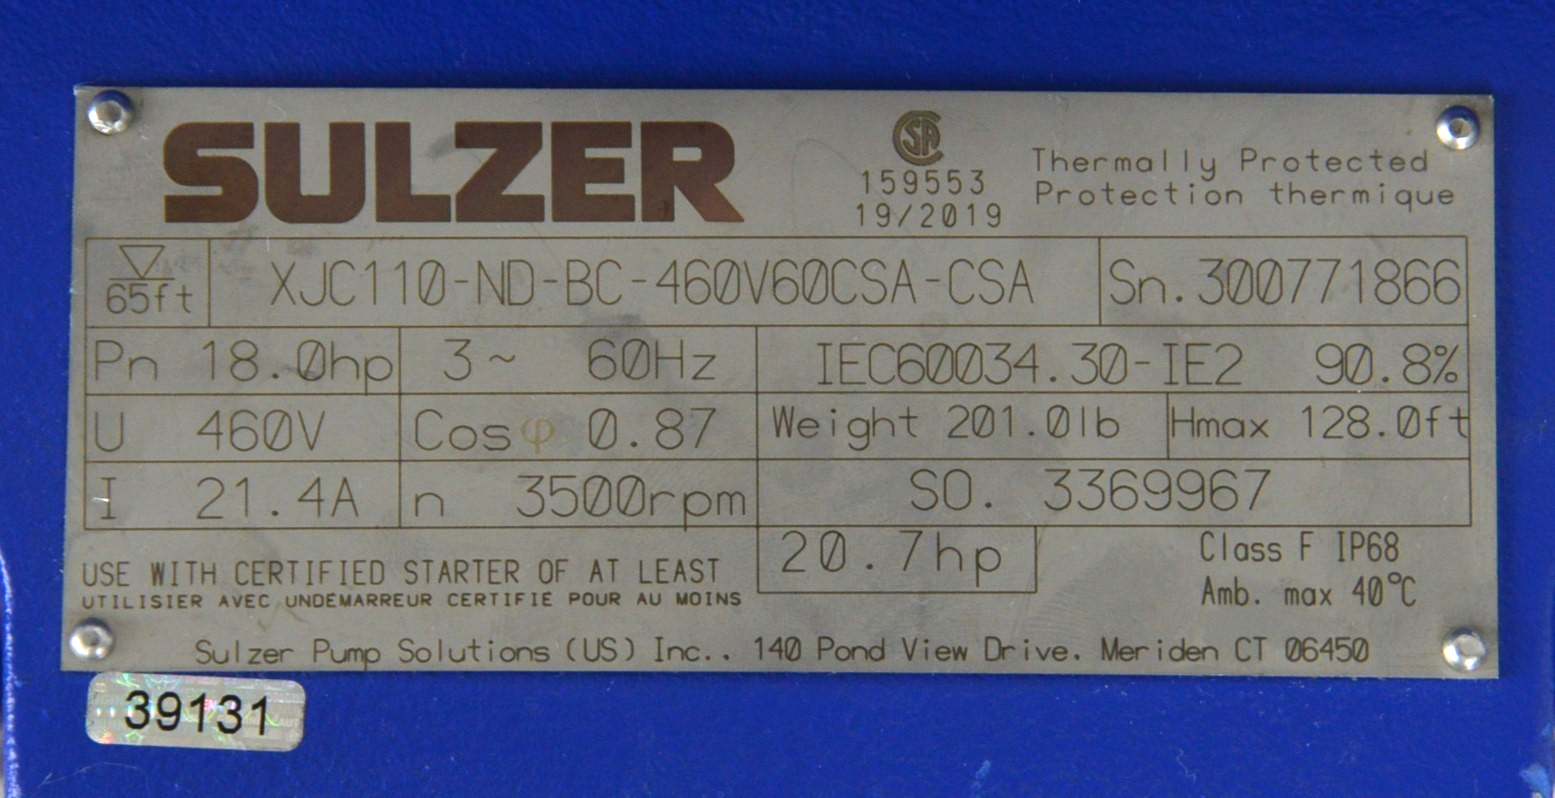 SULZER
CSA
159553
19/2019
Thermally Protected
Protection thermique
65ft XJC110-ND-BC-460V60CSA-CSA Sn.300771866
Pn 18.0hp 3~ 60Hz IEC60034.30-IE2 90.8%
U 460V Cosφ 0.87 Weight 201.0lb Hmax 128.0ft
I 21.4A n 3500rpm SO. 3369967
USE WITH CERTIFIED STARTER OF AT LEAST 20.7hp
UTILISIER AVEC UNDEMARREUR CERTIFIE POUR AU MOINS
Class F IP68
Amb. max 40°C
Sulzer Pump Solutions (US) Inc.. 140 Pond View Drive. Meriden CT 06450
39131